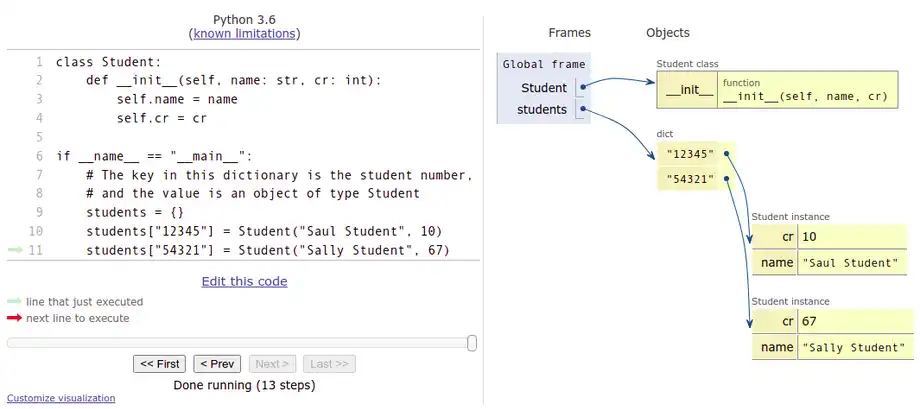 Python 3.6
(known limitations)
1 class Student:
2     def __init__(self, name: str, cr: int):
3         self.name = name
4         self.cr = cr
5
6 if __name__ == "__main__":
7     # The key in this dictionary is the student number,
8     # and the value is an object of type Student
9     students = {}
10     students["12345"] = Student("Saul Student", 10)
11     students["54321"] = Student("Sally Student", 67)
Edit this code
line that just executed
next line to execute
<< First < Prev Next > Last >>
Done running (13 steps)
Customize visualization
Frames Objects
Global frame
Student
students
Student class
__init__
function
__init__(self, name, cr)
dict
"12345"
"54321"
Student instance
cr 10
name "Saul Student"
Student instance
cr 67
name "Sally Student"